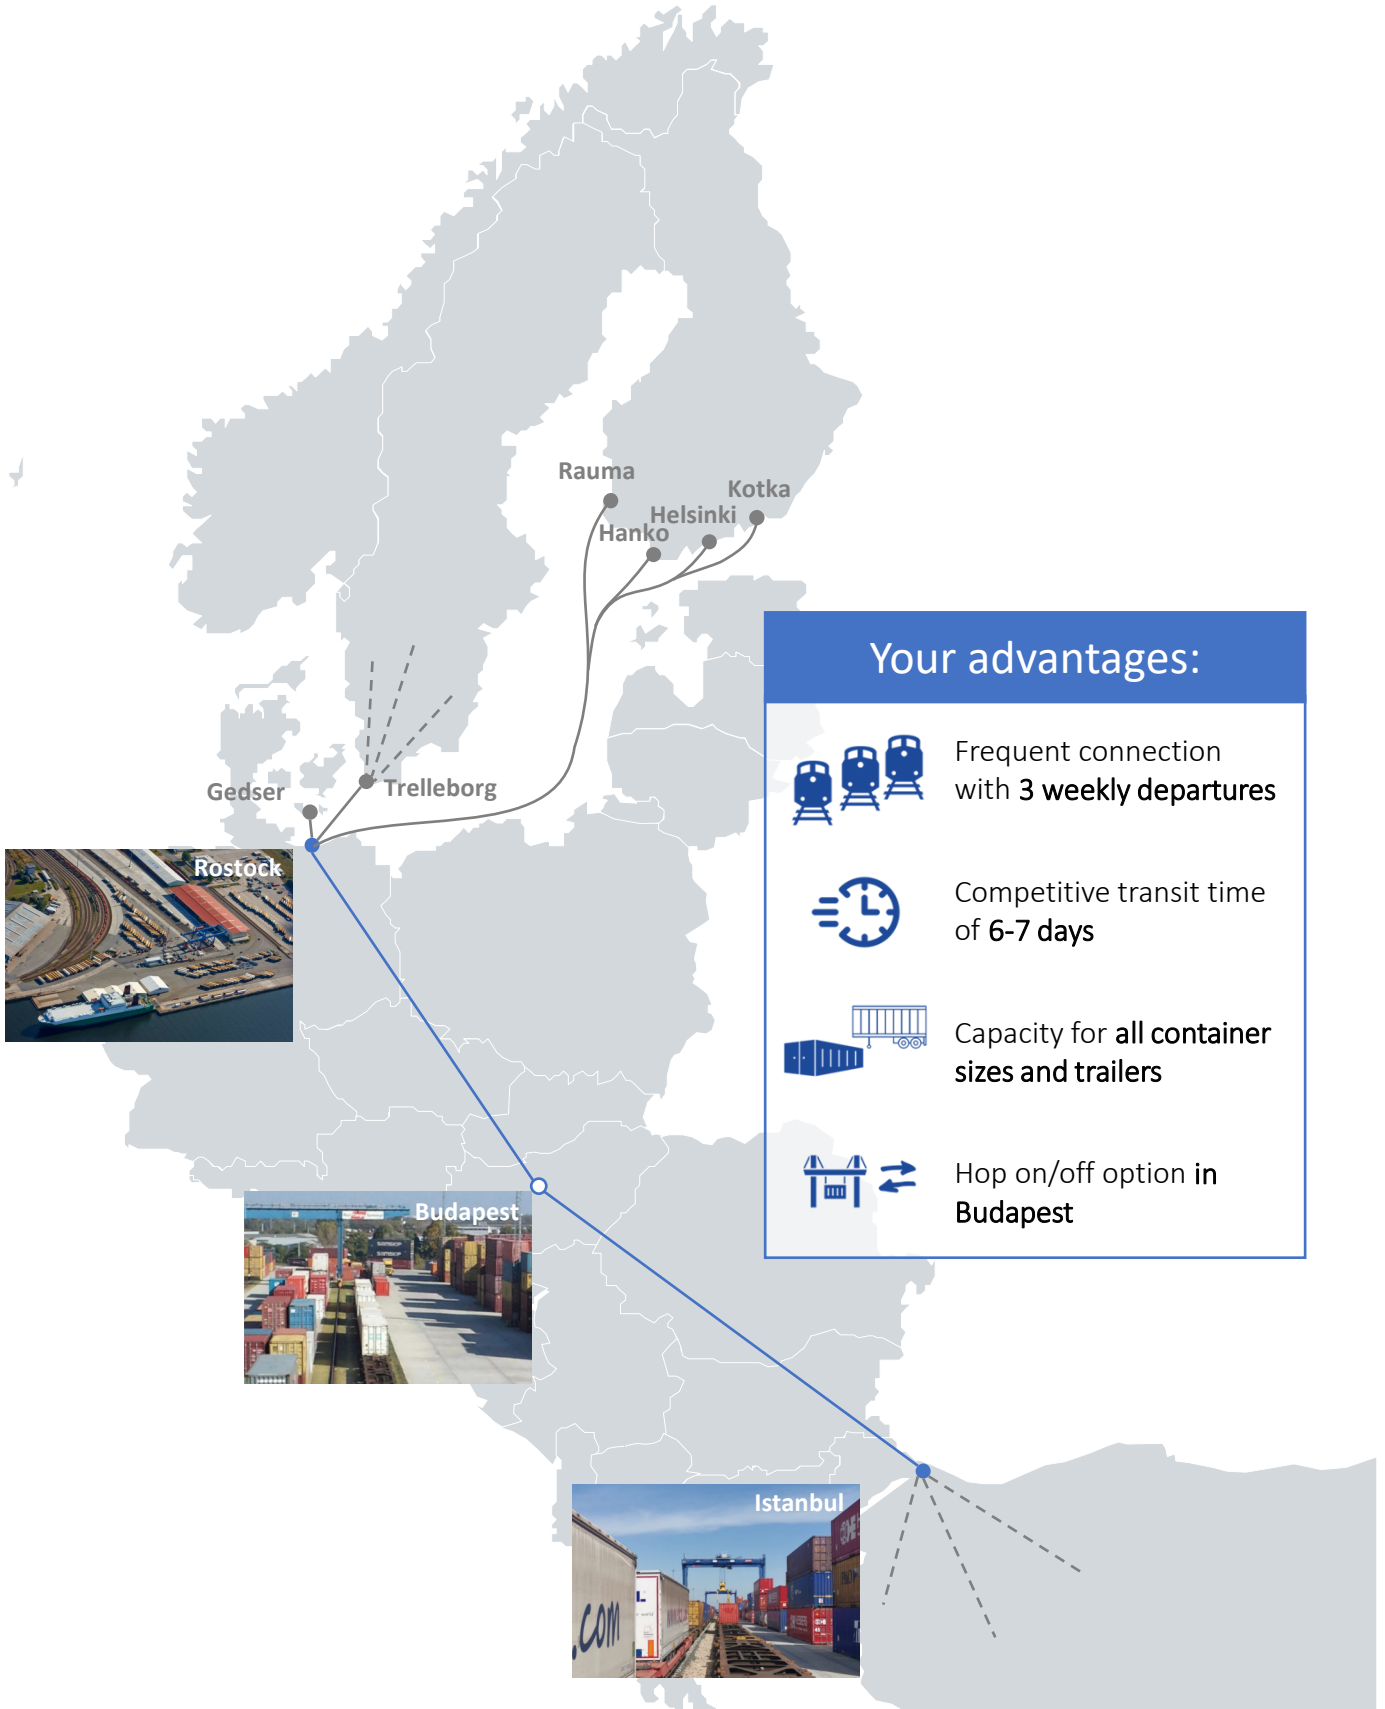 Rauma
Kotka
Helsinki
Hanko
Gedser
Trelleborg
Rostock
Budapest
Istanbul
.com
Your advantages:
Frequent connection
with 3 weekly departures
Competitive transit time
of 6-7 days
Capacity for all container
sizes and trailers
Hop on/off option in
Budapest